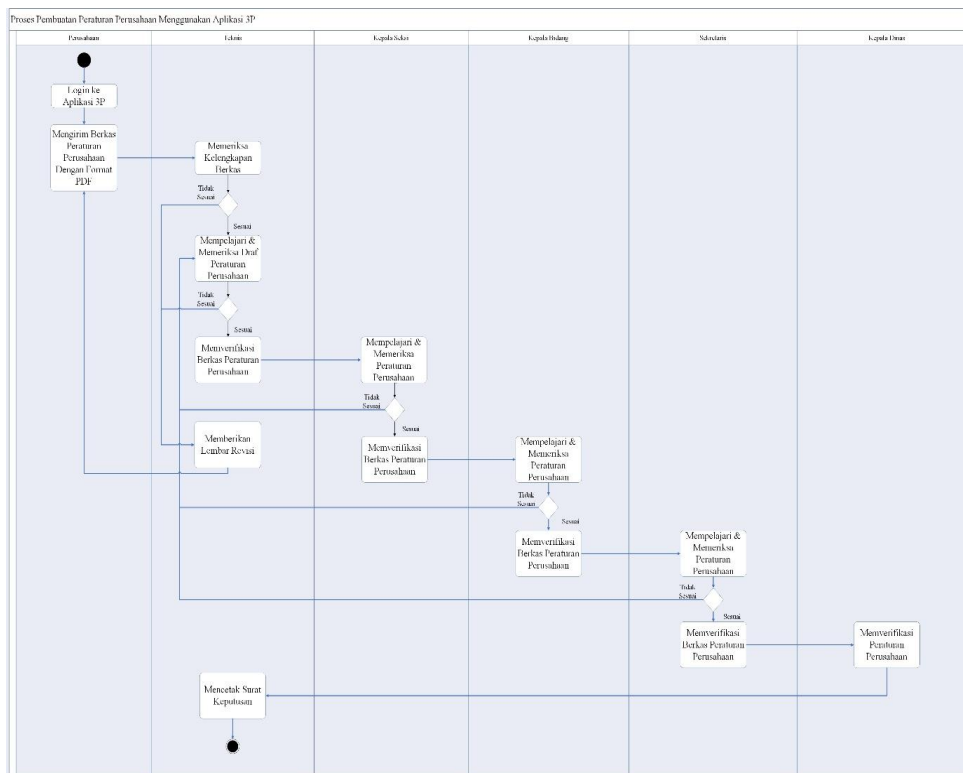 Proses Pembuatan Peraturan Perusahaan Menggunakan Aplikasi 3P
Perusahaan
Teknis
Kepala Seksi
Kepala Bidang
Sekretaris
Kepala Dinas
Login ke
Aplikasi 3P
Mengirim Berkas
Peraturan
Perusahaan
Dengan Format
PDF
Memeriksa
Kelengkapan
Berkas
Tidak
Sesuai
Sesuai
Mempelajari &
Memeriksa Draf
Peraturan
Perusahaan
Tidak
Sesuai
Sesuai
Memverifikasi
Berkas Peraturan
Perusahaan
Mempelajari &
Memeriksa
Peraturan
Perusahaan
Tidak
Sesuai
Sesuai
Memberikan
Lembar Revisi
Memverifikasi
Berkas Peraturan
Perusahaan
Mempelajari &
Memeriksa
Peraturan
Perusahaan
Tidak
Sesuai
Sesuai
Memverifikasi
Berkas Peraturan
Perusahaan
Mempelajari &
Memeriksa
Peraturan
Perusahaan
Tidak
Sesuai
Sesuai
Memverifikasi
Berkas Peraturan
Perusahaan
Memverifikasi
Peraturan
Perusahaan
Mencetak Surat
Keputusan